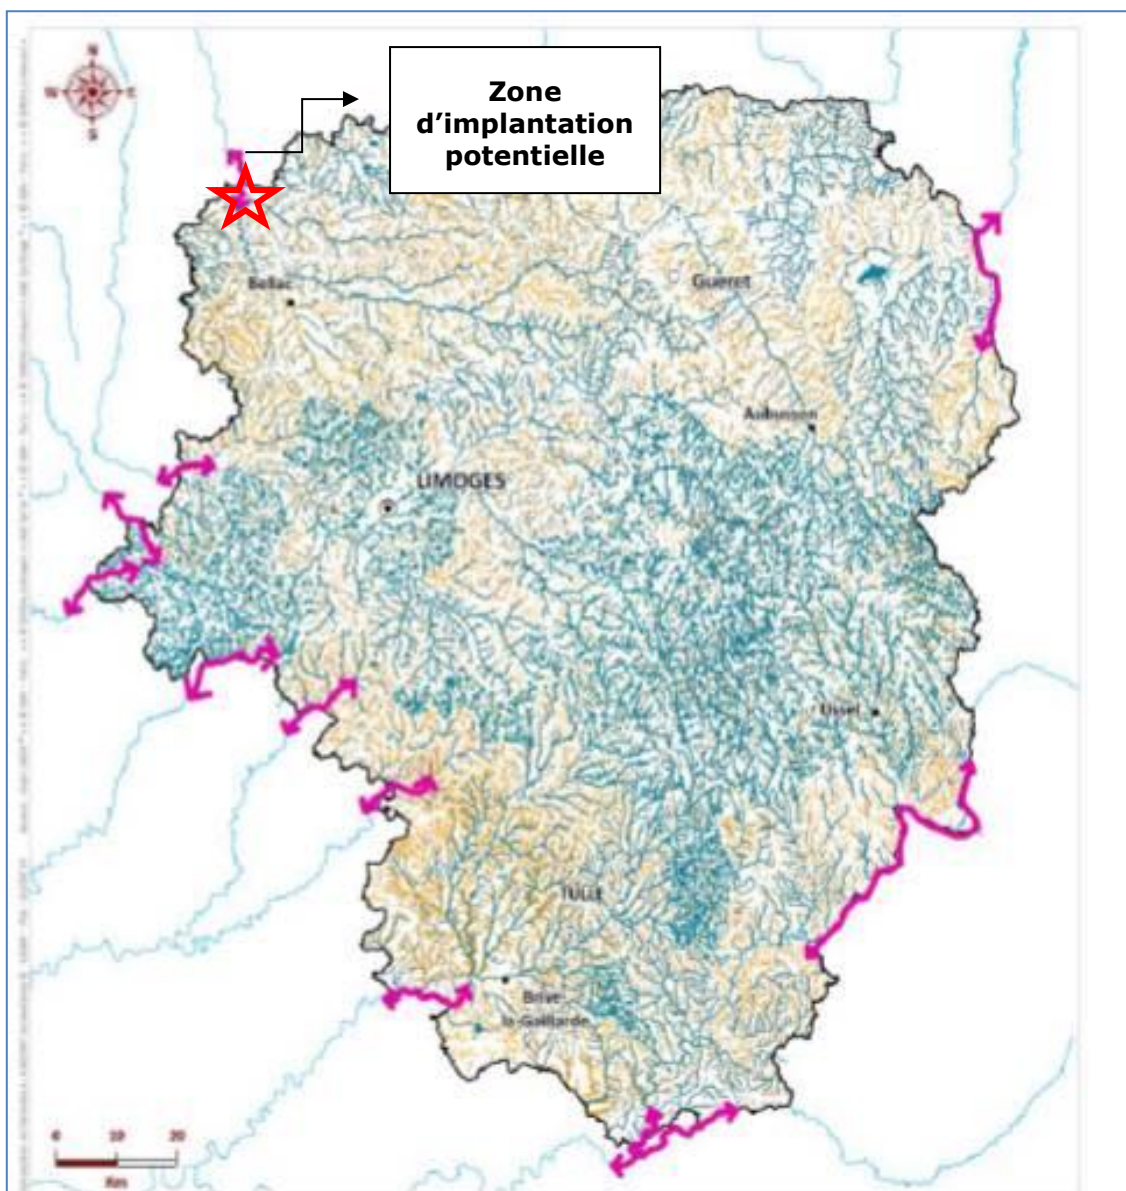 N
W E
S
Zone
d'implantation
potentielle
Bellac
Gueret
Aubusson
LIMOGES
Ussel
TULLE
Brive
la-Gaillarde
0 10 20
Km